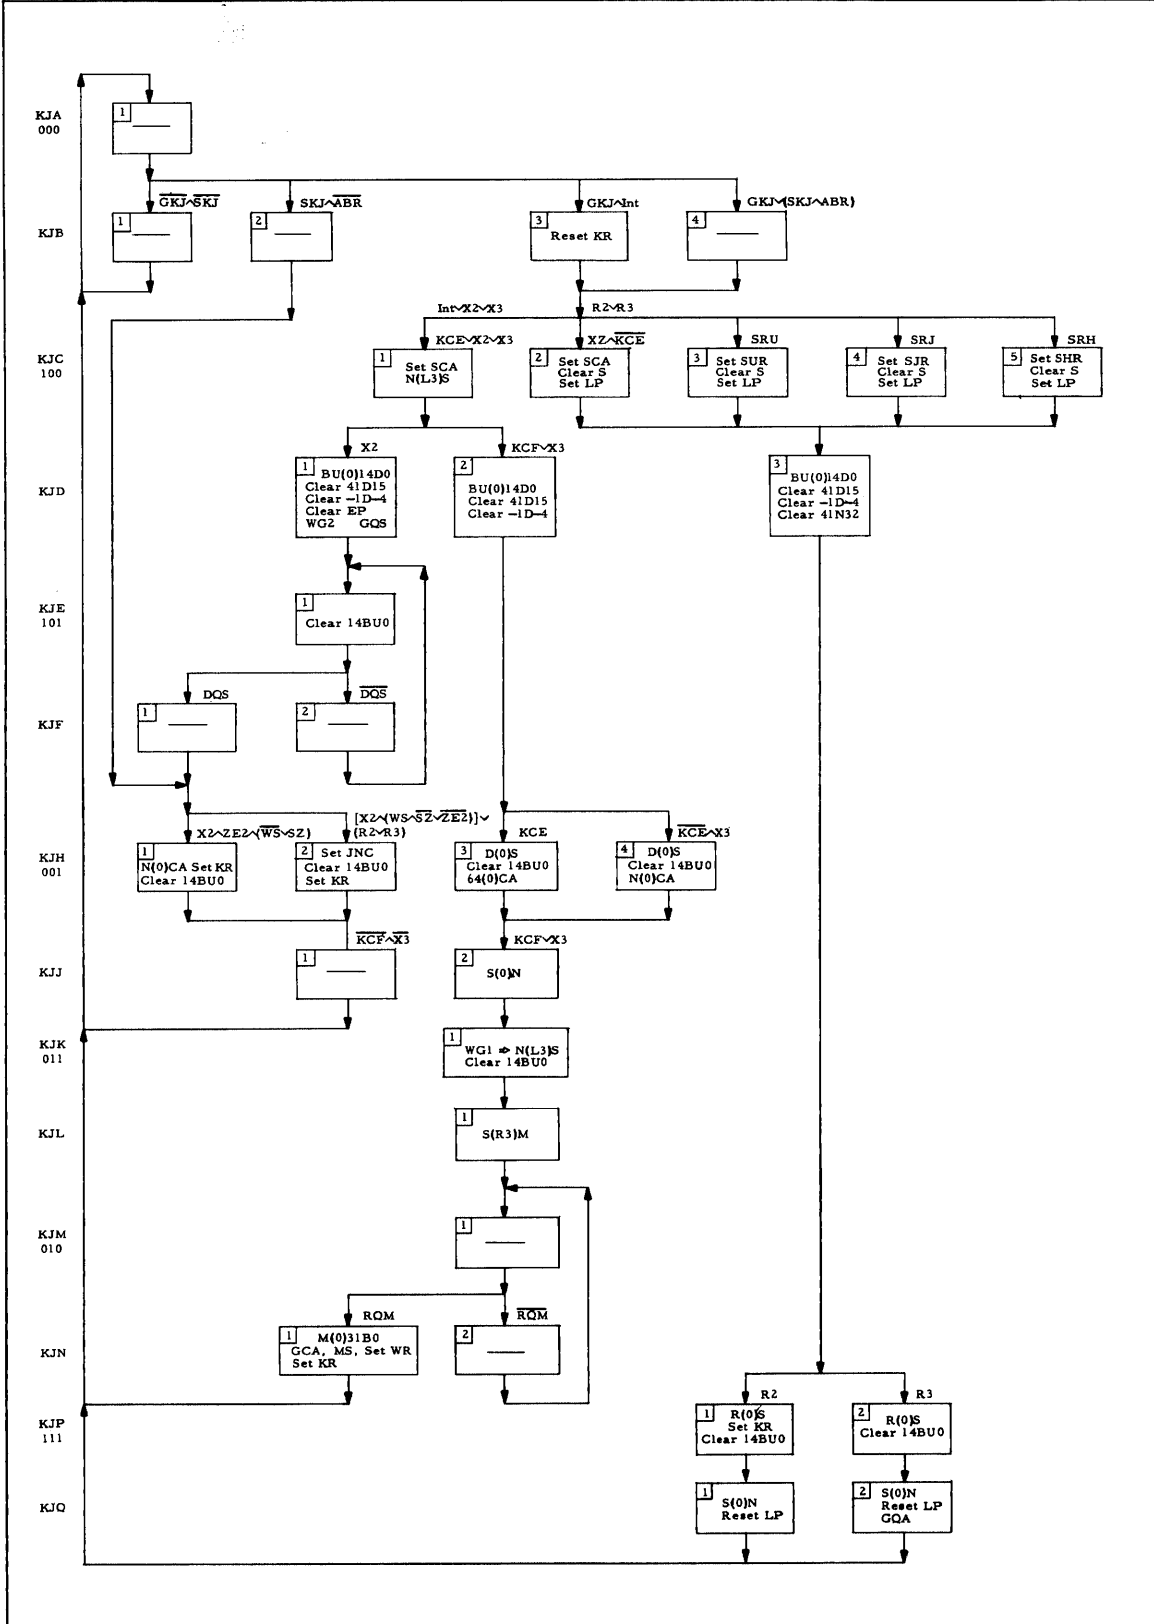 KJA
000
1
GKJ^SKJ
SKJ^ABR
GKJ^Int
GKJ∨(SKJ^ABR)
KJB
1
2
3
Reset KR
4
Int∨X2∨X3
R2∨R3
KCE∨X2∨X3
XZ^K̅C̅E̅
SRU
SRJ
SRH
KJC
100
1
Set SCA
N(L3)S
2
Set SCA
Clear S
Set LP
3
Set SUR
Clear S
Set LP
4
Set SJR
Clear S
Set LP
5
Set SHR
Clear S
Set LP
X2
KCF∨X3
KJD
1
BU(0)14D0
Clear 41D15
Clear -1D-4
Clear EP
WG2 GQS
2
BU(0)14D0
Clear 41D15
Clear -1D-4
3
BU(0)14D0
Clear 41D15
Clear -1D-4
Clear 41N32
KJE
101
1
Clear 14BU0
DQS
D̅Q̅S̅
KJF
1
2
X2^ZE2^(W̅S̅∨SZ)
[X2^(WS^S̅Z̅∨Z̅E̅2̅)]∨
(R2∨R3)
KCE
K̅C̅E̅^X3
KJH
001
1
N(0)CA Set KR
Clear 14BU0
2
Set JNC
Clear 14BU0
Set KR
3
D(0)S
Clear 14BU0
64(0)CA
4
D(0)S
Clear 14BU0
N(0)CA
K̅C̅F̅^X̅3̅
KCF∨X3
KJJ
1
2
S(0)N
KJK
011
1
WG1 => N(L3)S
Clear 14BU0
KJL
1
S(R3)M
KJM
010
1
RQM
R̅Q̅M̅
KJN
1
M(0)31B0
GCA, MS, Set WR
Set KR
2
R2
R3
KJP
111
1
R(0)S
Set KR
Clear 14BU0
2
R(0)S
Clear 14BU0
KJQ
1
S(0)N
Reset LP
2
S(0)N
Reset LP
GQA